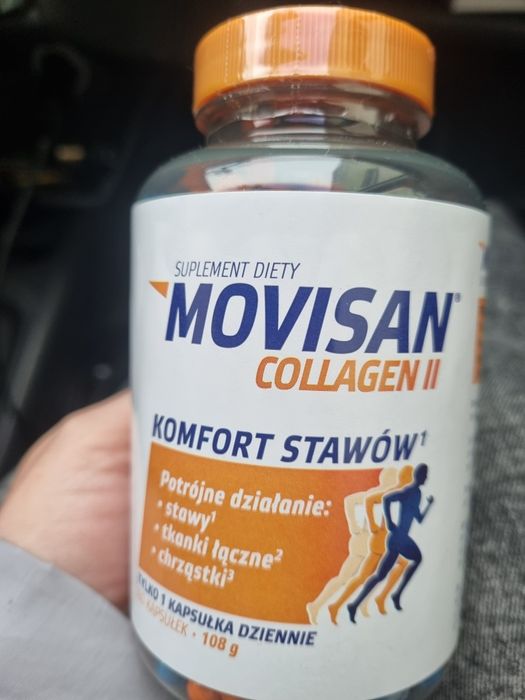 SUPLEMENT DIETY
MOVISAN®
COLLAGEN II
KOMFORT STAWÓW¹
Potrójne działanie:
• stawy¹
• tkanki łączne²
• chrząstki³
TYLKO 1 KAPSUŁKA DZIENNIE
KAPSUŁEK • 108 g